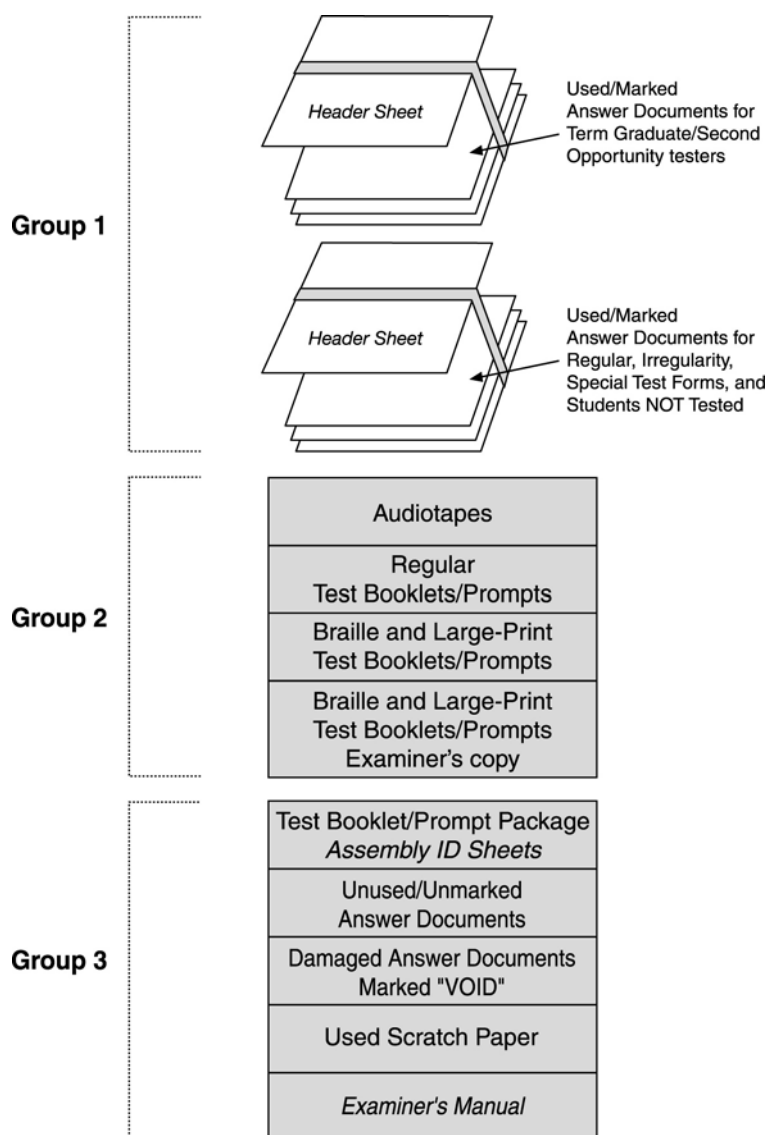 Group 1
Header Sheet
Used/Marked
Answer Documents for
Term Graduate/Second
Opportunity testers
Header Sheet
Used/Marked
Answer Documents for
Regular, Irregularity,
Special Test Forms, and
Students NOT Tested
Group 2
Audiotapes
Regular
Test Booklets/Prompts
Braille and Large-Print
Test Booklets/Prompts
Braille and Large-Print
Test Booklets/Prompts
Examiner's copy
Group 3
Test Booklet/Prompt Package
Assembly ID Sheets
Unused/Unmarked
Answer Documents
Damaged Answer Documents
Marked "VOID"
Used Scratch Paper
Examiner's Manual